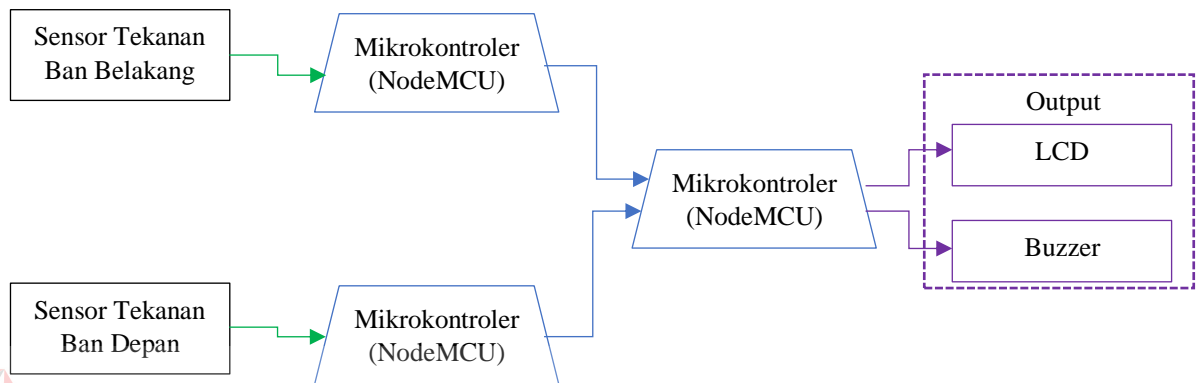 Sensor Tekanan
Ban Belakang
Mikrokontroler
(NodeMCU)
Mikrokontroler
(NodeMCU)
Output
LCD
Buzzer
Sensor Tekanan
Ban Depan
Mikrokontroler
(NodeMCU)